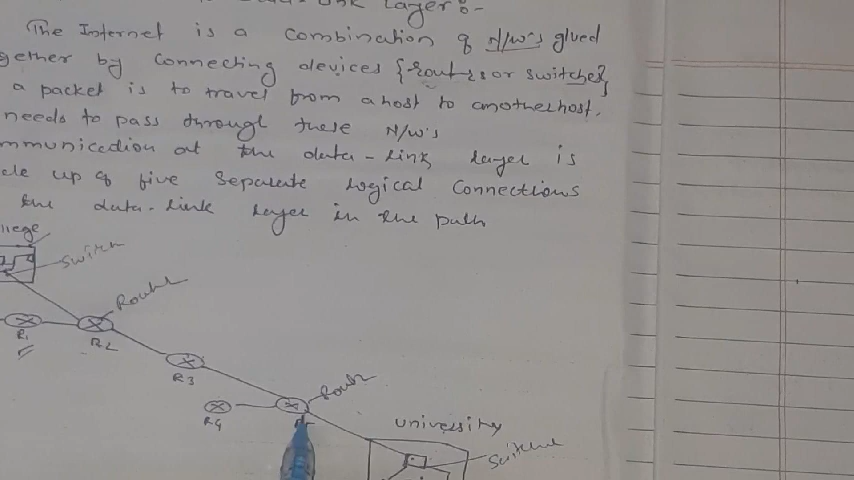 Layer:-
The Internet is a combination of N/W's glued
gether by connecting devices {routers or switches}
a packet is to travel from a host to another host.
needs to pass through these N/W's
mmunication at the data-link layer is
de up of five separate logical connections
the data-link layer in the path
llege
switch
Router
R1
R2
R3
Router
R4
university
switch